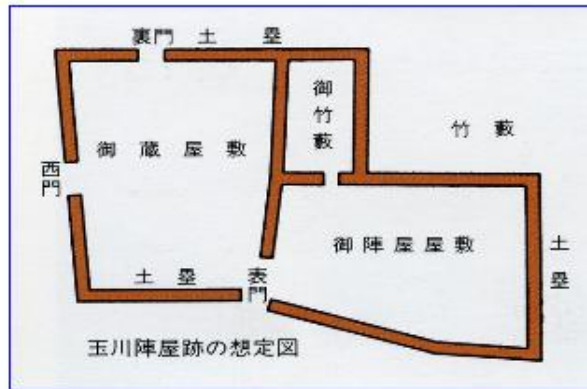 裏門 土塁
御竹藪
竹藪
御蔵屋敷
西門
御陣屋屋敷
土塁
土塁
表門
玉川陣屋跡の想定図